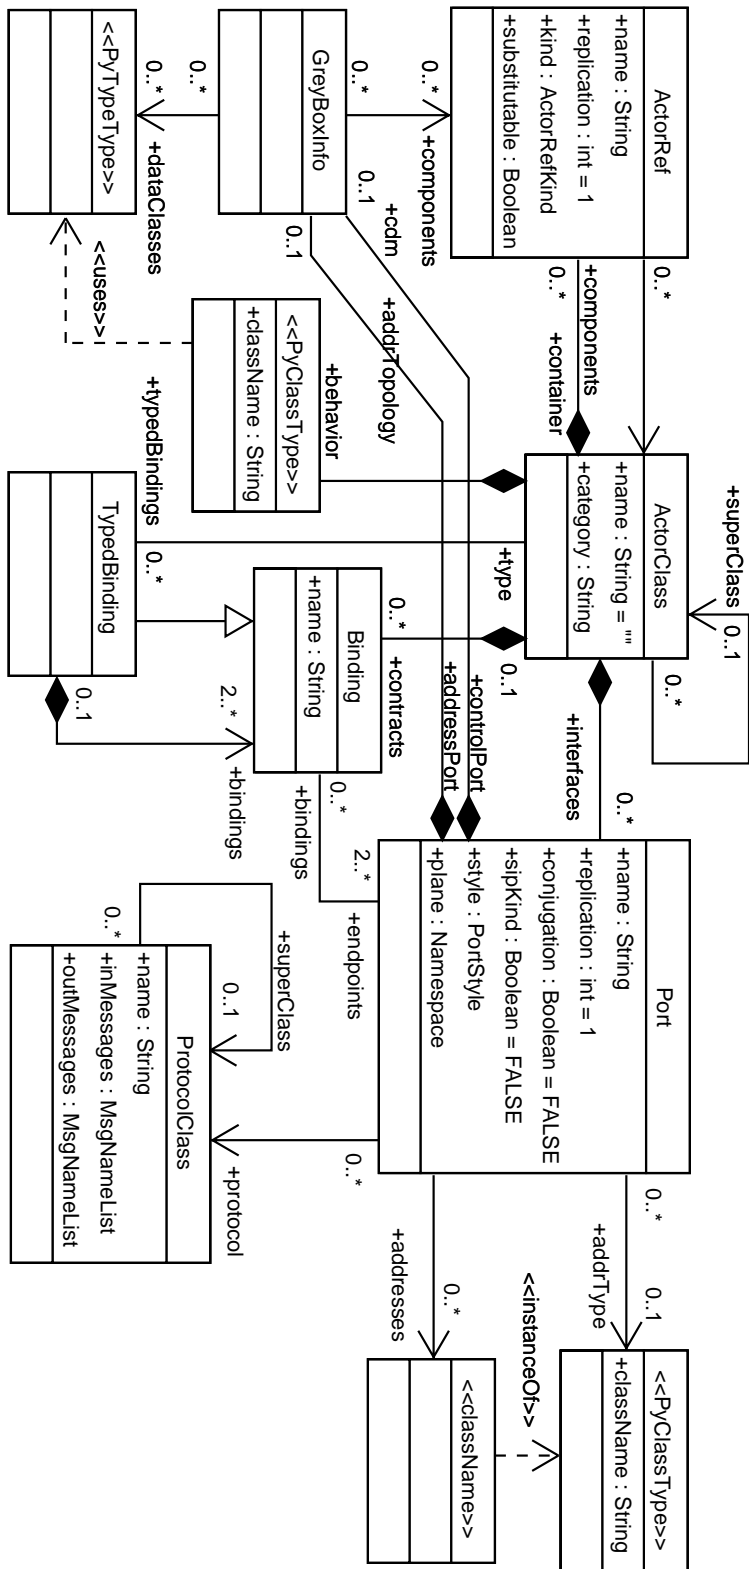 ActorRef
+name : String
+replication : int = 1
+kind : ActorRefKind
+substitutable : Boolean
0..*
+components
0..*
+components
0..*
+container
0..*
GreyBoxInfo
0..*
0..1
+cdm
0..1
+addrTopology
0..*
0..*
+dataClasses
<<PyTypeType>>
<<uses>>
<<PyClassType>>
+className : String
+behavior
ActorClass
+name : String = ""
+category : String
+superClass
0..1
0..*
+type
+typedBindings
0..*
TypedBinding
0..1
Binding
+name : String
0..*
+contracts
0..1
2..*
+bindings
0..*
+bindings
+interfaces
0..*
+controlPort
+addressPort
Port
+name : String
+replication : int = 1
+conjugation : Boolean = FALSE
+sipKind : Boolean = FALSE
+style : PortStyle
+plane : Namespace
2..*
+endpoints
0..*
+protocol
ProtocolClass
+name : String
+inMessages : MsgNameList
+outMessages : MsgNameList
0..*
+superClass
0..1
0..*
+addrType
0..1
+addresses
0..*
<<PyClassType>>
+className : String
<<instanceOf>>
<<className>>